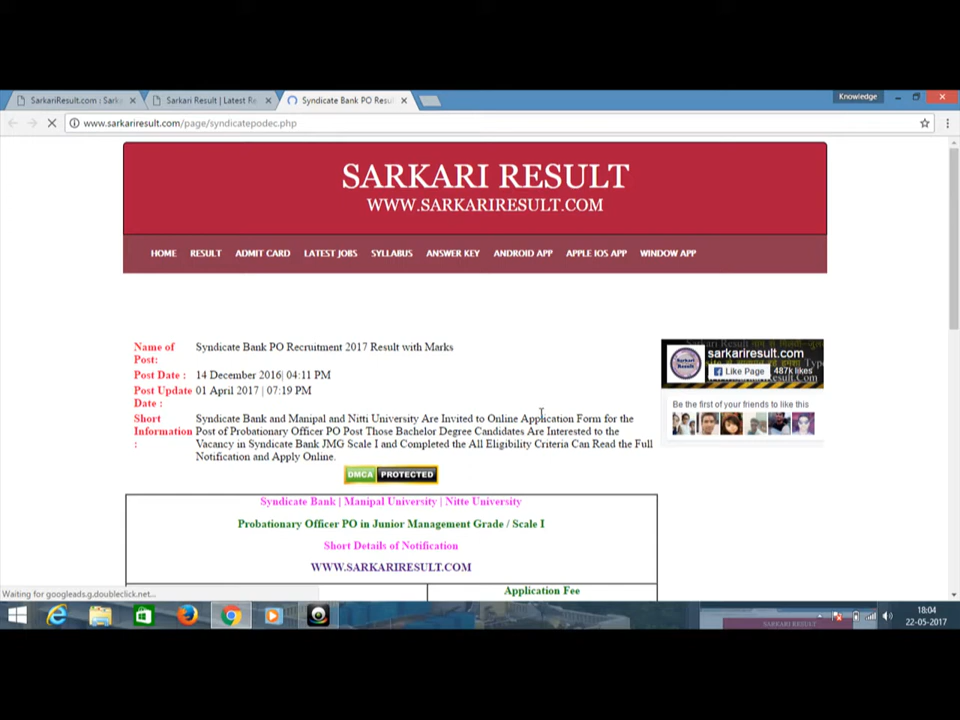 SarkariResult.com : Sarka
Sarkari Result | Latest Re
Syndicate Bank PO Resul
Knowledge
www.sarkariresult.com/page/syndicatepodec.php
SARKARI RESULT
WWW.SARKARIRESULT.COM
HOME RESULT ADMIT CARD LATEST JOBS SYLLABUS ANSWER KEY ANDROID APP APPLE IOS APP WINDOW APP
Name of Post: Syndicate Bank PO Recruitment 2017 Result with Marks
Post Date : 14 December 2016| 04:11 PM
Post Update Date : 01 April 2017 | 07:19 PM
Short Information : Syndicate Bank and Manipal and Nitti University Are Invited to Online Application Form for the
Post of Probationary Officer PO Post Those Bachelor Degree Candidates Are Interested to the
Vacancy in Syndicate Bank JMG Scale I and Completed the All Eligibility Criteria Can Read the Full
Notification and Apply Online.
DMCA PROTECTED
sarkariresult.com
Like Page 487k likes
Be the first of your friends to like this
Syndicate Bank | Manipal University | Nitte University
Probationary Officer PO in Junior Management Grade / Scale I
Short Details of Notification
WWW.SARKARIRESULT.COM
Application Fee
Waiting for googleads.g.doubleclick.net...
SARKARI RESULT
18:04
22-05-2017